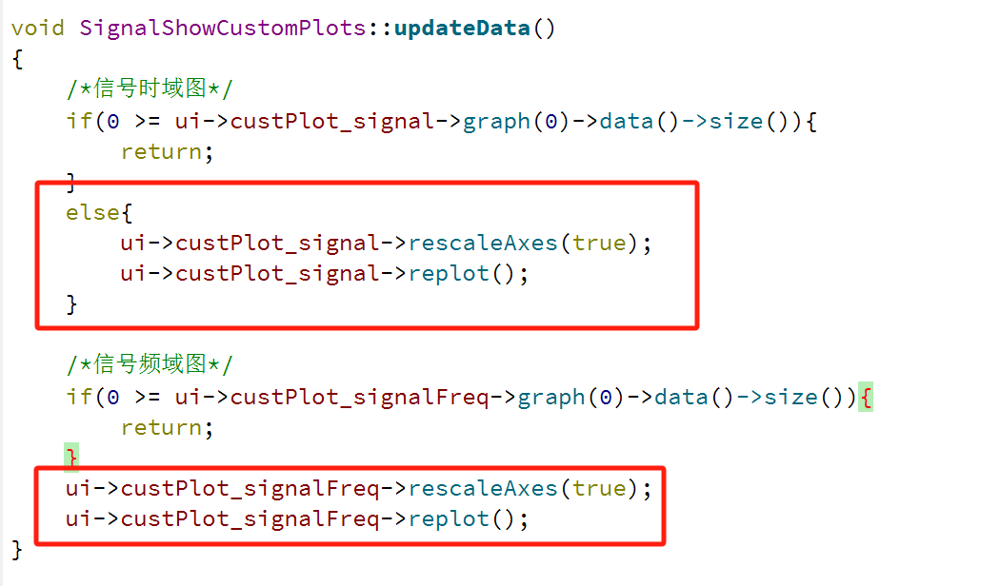 void SignalShowCustomPlots::updateData()
{
/*信号时域图*/
if(0 >= ui->custPlot_signal->graph(0)->data()->size()){
return;
}
else{
ui->custPlot_signal->rescaleAxes(true);
ui->custPlot_signal->replot();
}
/*信号频域图*/
if(0 >= ui->custPlot_signalFreq->graph(0)->data()->size()){
return;
}
ui->custPlot_signalFreq->rescaleAxes(true);
ui->custPlot_signalFreq->replot();
}